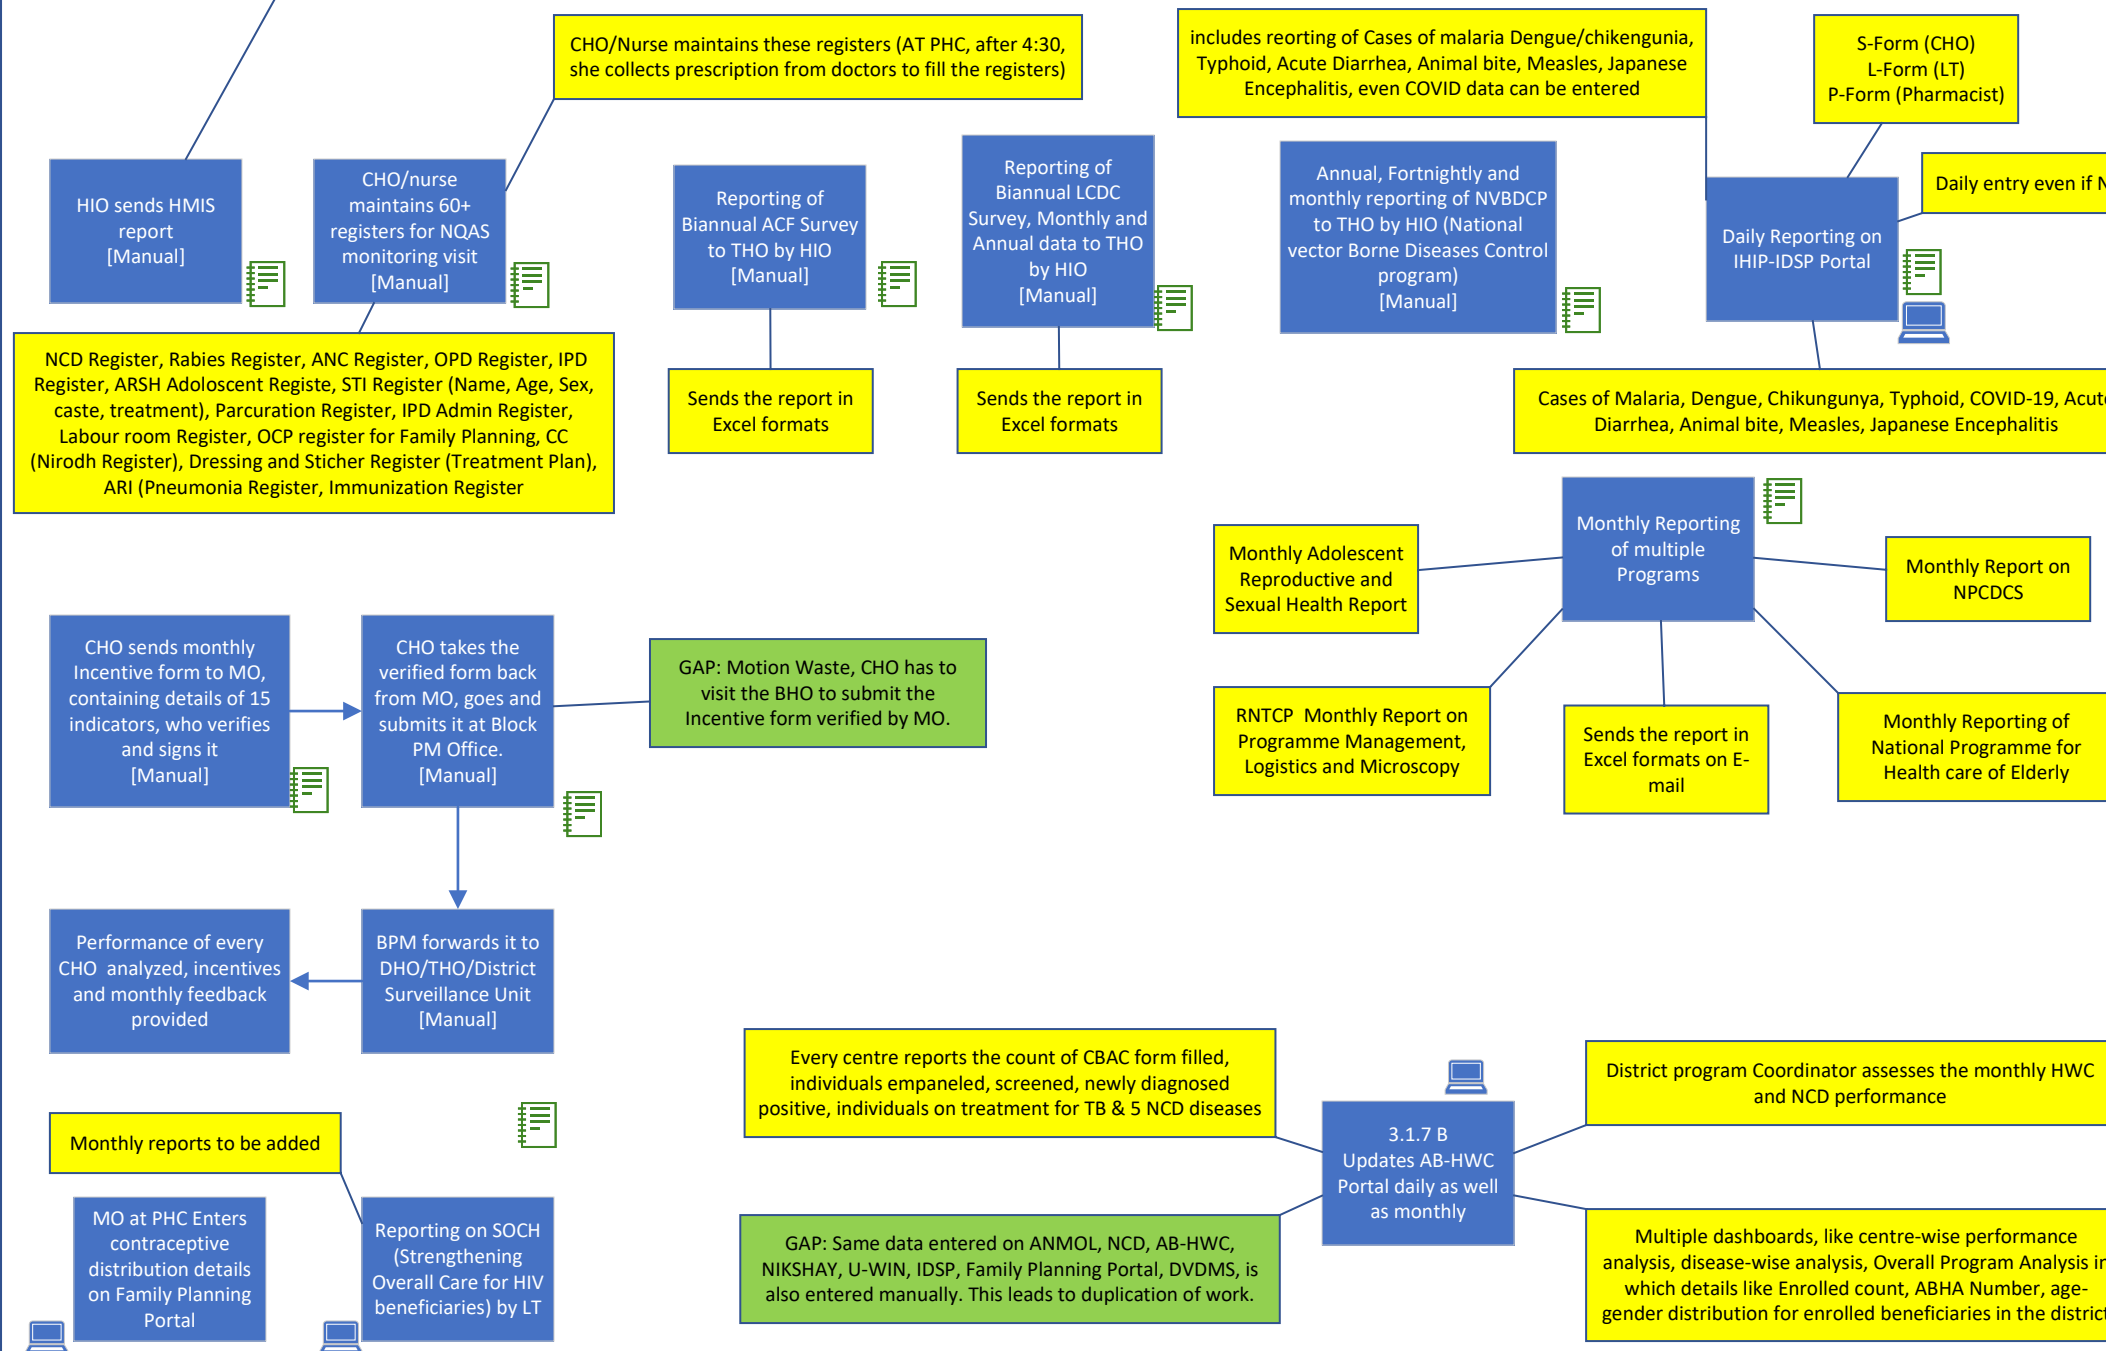 CHO/Nurse maintains these registers (AT PHC, after 4:30,
she collects prescription from doctors to fill the registers)
includes reorting of Cases of malaria Dengue/chikengunia,
Typhoid, Acute Diarrhea, Animal bite, Measles, Japanese
Encephalitis, even COVID data can be entered
S-Form (CHO)
L-Form (LT)
P-Form (Pharmacist)
Daily entry even if
HIO sends HMIS
report
[Manual]
CHO/nurse
maintains 60+
registers for NQAS
monitoring visit
[Manual]
Reporting of
Biannual ACF Survey
to THO by HIO
[Manual]
Reporting of
Biannual LCDC
Survey, Monthly and
Annual data to THO
by HIO
[Manual]
Annual, Fortnightly and
monthly reporting of NVBDCP
to THO by HIO (National
vector Borne Diseases Control
program)
[Manual]
Daily Reporting on
IHIP-IDSP Portal
NCD Register, Rabies Register, ANC Register, OPD Register, IPD
Register, ARSH Adoloscent Registe, STI Register (Name, Age, Sex,
caste, treatment), Parcuration Register, IPD Admin Register,
Labour room Register, OCP register for Family Planning, CC
(Nirodh Register), Dressing and Sticher Register (Treatment Plan),
ARI (Pneumonia Register, Immunization Register
Sends the report in
Excel formats
Sends the report in
Excel formats
Cases of Malaria, Dengue, Chikungunya, Typhoid, COVID-19, Acute
Diarrhea, Animal bite, Measles, Japanese Encephalitis
Monthly Reporting
of multiple
Programs
Monthly Adolescent
Reproductive and
Sexual Health Report
Monthly Report on
NPCDCS
RNTCP  Monthly Report on
Programme Management,
Logistics and Microscopy
Sends the report in
Excel formats on E-
mail
Monthly Reporting of
National Programme for
Health care of Elderly
CHO sends monthly
Incentive form to MO,
containing details of 15
indicators, who verifies
and signs it
[Manual]
CHO takes the
verified form back
from MO, goes and
submits it at Block
PM Office.
[Manual]
GAP: Motion Waste, CHO has to
visit the BHO to submit the
Incentive form verified by MO.
Performance of every
CHO  analyzed, incentives
and monthly feedback
provided
BPM forwards it to
DHO/THO/District
Surveillance Unit
[Manual]
Every centre reports the count of CBAC form filled,
individuals empaneled, screened, newly diagnosed
positive, individuals on treatment for TB & 5 NCD diseases
District program Coordinator assesses the monthly HWC
and NCD performance
3.1.7 B
Updates AB-HWC
Portal daily as well
as monthly
Monthly reports to be added
MO at PHC Enters
contraceptive
distribution details
on Family Planning
Portal
Reporting on SOCH
(Strengthening
Overall Care for HIV
beneficiaries) by LT
GAP: Same data entered on ANMOL, NCD, AB-HWC,
NIKSHAY, U-WIN, IDSP, Family Planning Portal, DVDMS, is
also entered manually. This leads to duplication of work.
Multiple dashboards, like centre-wise performance
analysis, disease-wise analysis, Overall Program Analysis in
which details like Enrolled count, ABHA Number, age-
gender distribution for enrolled beneficiaries in the district